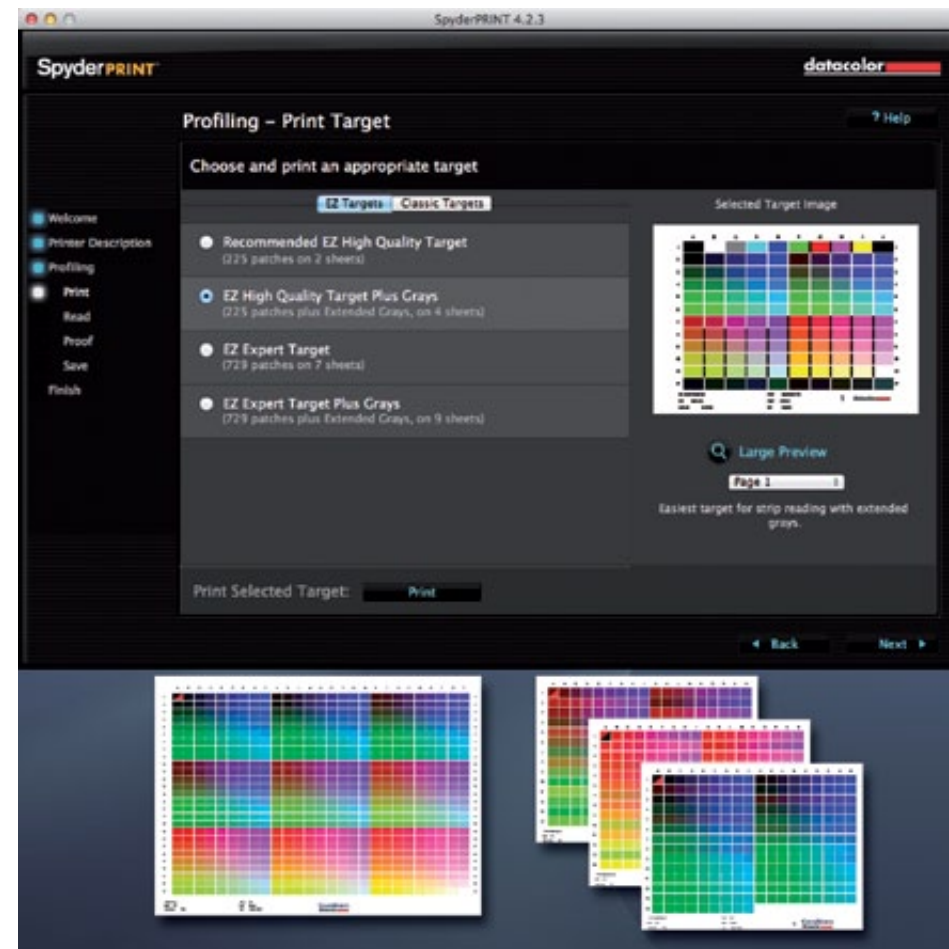 SpyderPRINT 4.2.3
SpyderPRINT
datacolor
Profiling – Print Target
? Help
Choose and print an appropriate target
EZ Targets Classic Targets
Selected Target Image
Welcome
Printer Description
Profiling
Print
Read
Proof
Save
Finish
Recommended EZ High Quality Target
(225 patches on 2 sheets)
EZ High Quality Target Plus Grays
(225 patches plus Extended Grays, on 4 sheets)
EZ Expert Target
(729 patches on 7 sheets)
EZ Expert Target Plus Grays
(729 patches plus Extended Grays, on 9 sheets)
Large Preview
Page 1
Easiest target for strip reading with extended
grays.
Print Selected Target: Print
Back
Next